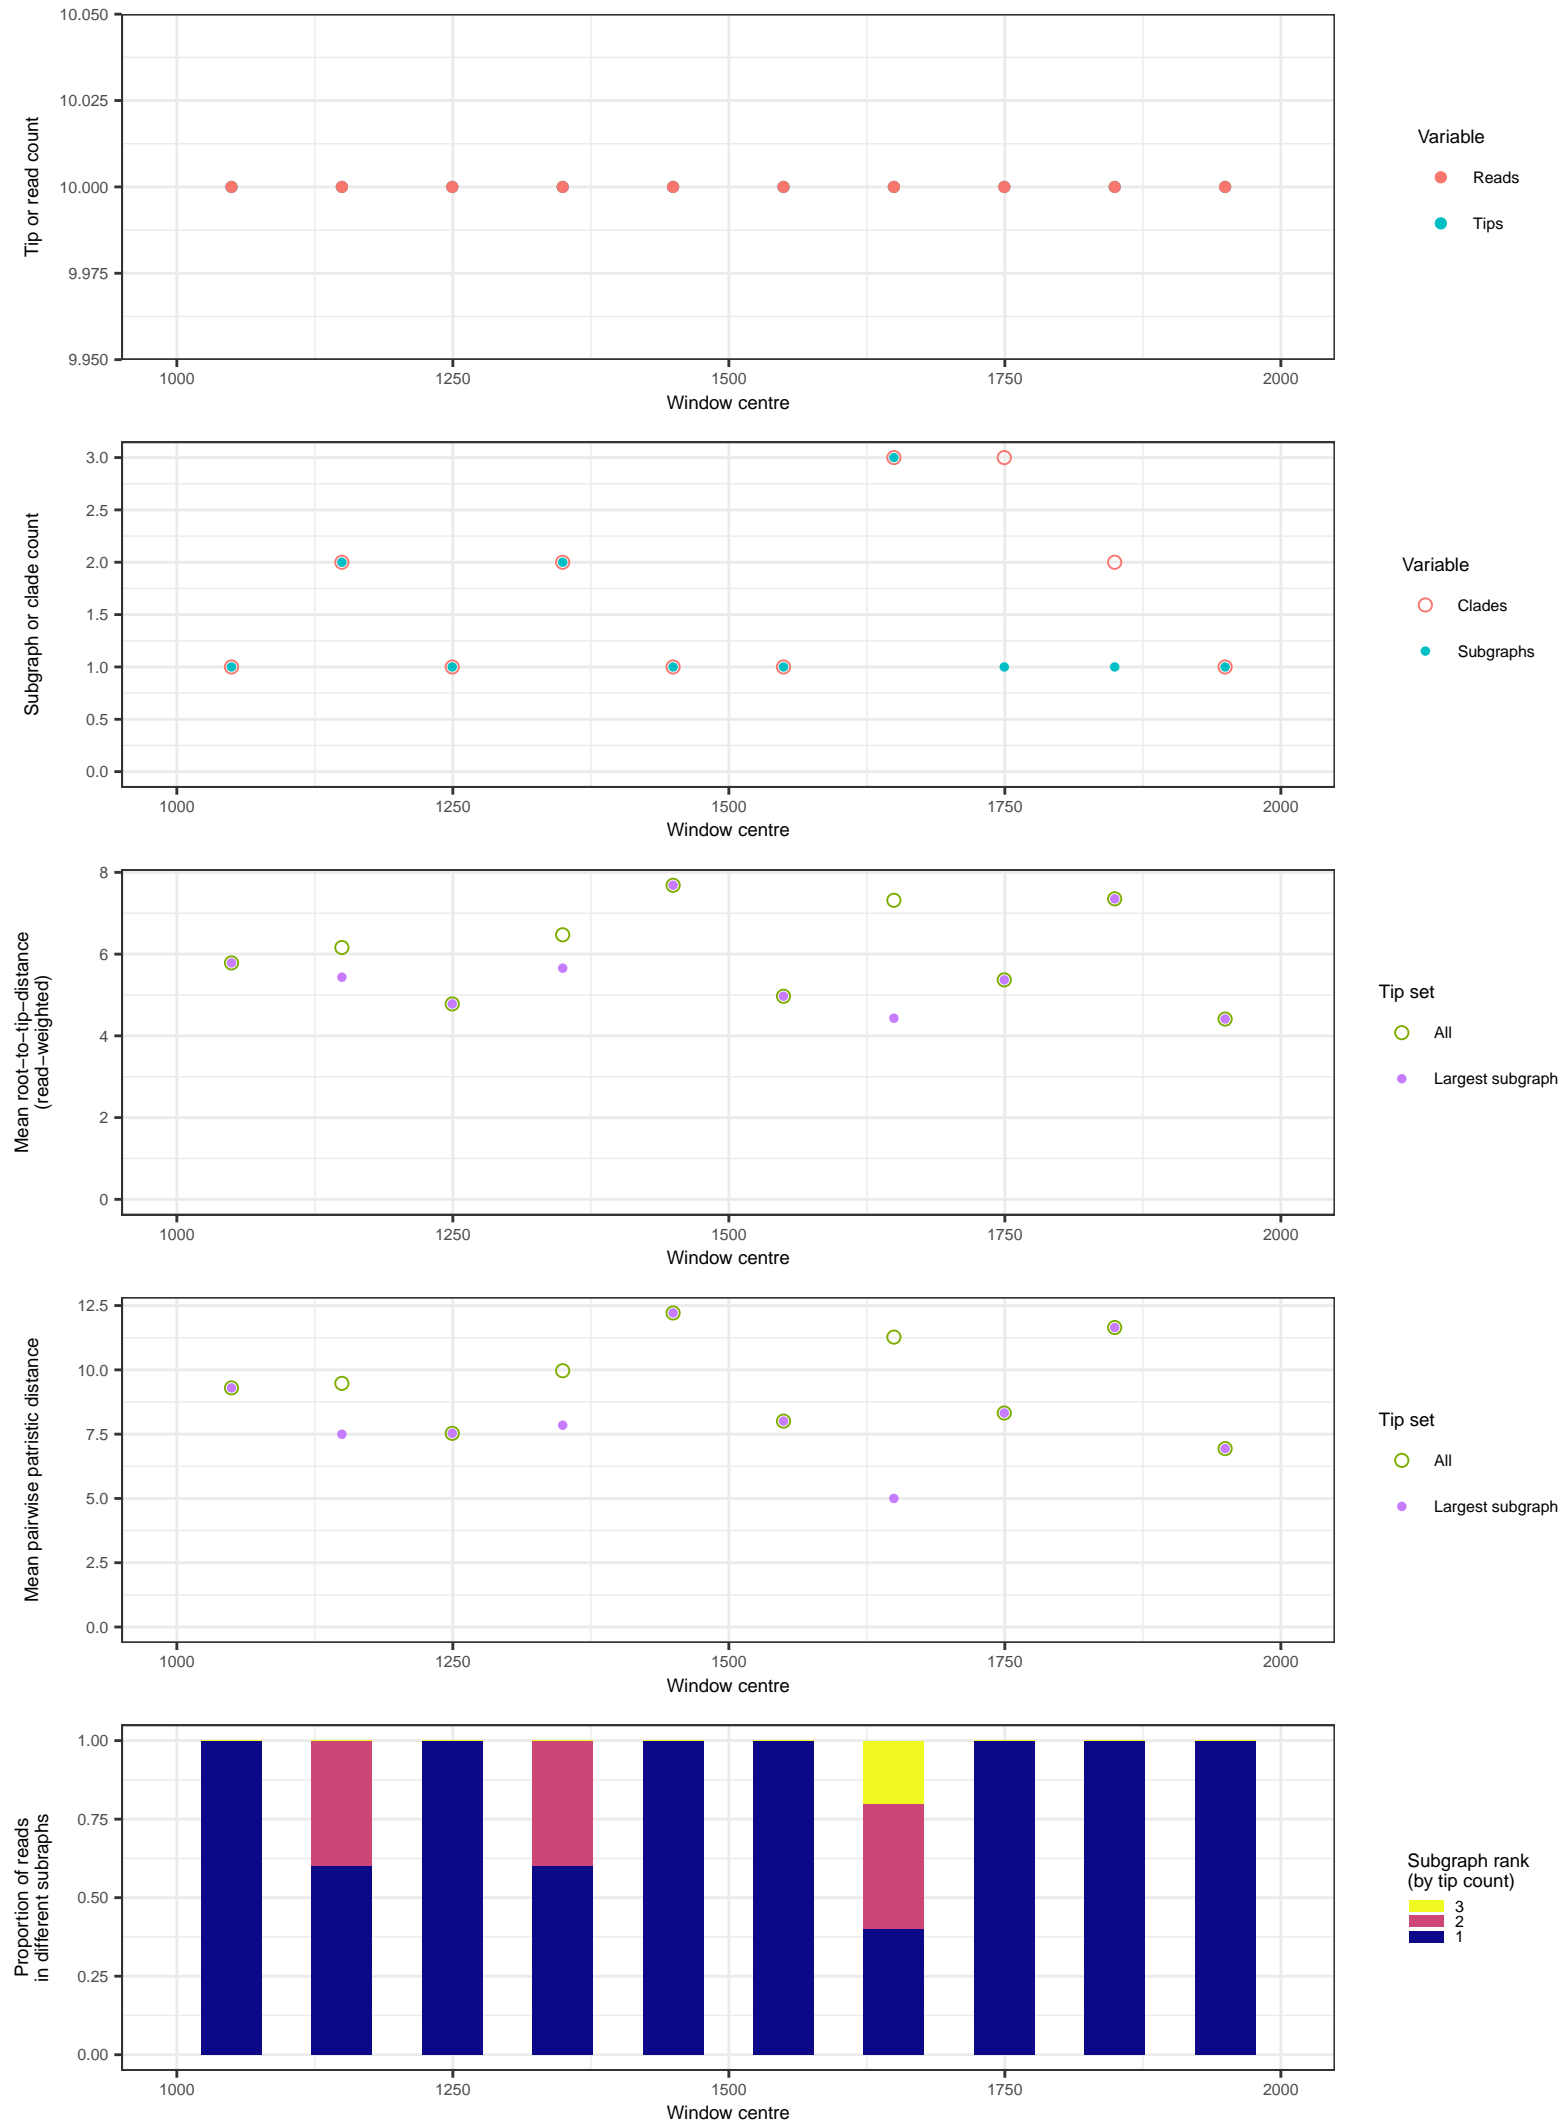 10.050
10.025
10.000
9.975
9.950
Tip or read count
1000 1250 1500 1750 2000
Window centre
Variable
Reads
Tips
3.0
2.5
2.0
1.5
1.0
0.5
0.0
Subgraph or clade count
1000 1250 1500 1750 2000
Window centre
Variable
Clades
Subgraphs
8
6
4
2
0
Mean root−to−tip−distance
(read−weighted)
1000 1250 1500 1750 2000
Window centre
Tip set
All
Largest subgraph
12.5
10.0
7.5
5.0
2.5
0.0
Mean pairwise patristic distance
1000 1250 1500 1750 2000
Window centre
Tip set
All
Largest subgraph
1.00
0.75
0.50
0.25
0.00
Proportion of reads
in different subraphs
1000 1250 1500 1750 2000
Window centre
Subgraph rank
(by tip count)
3
2
1